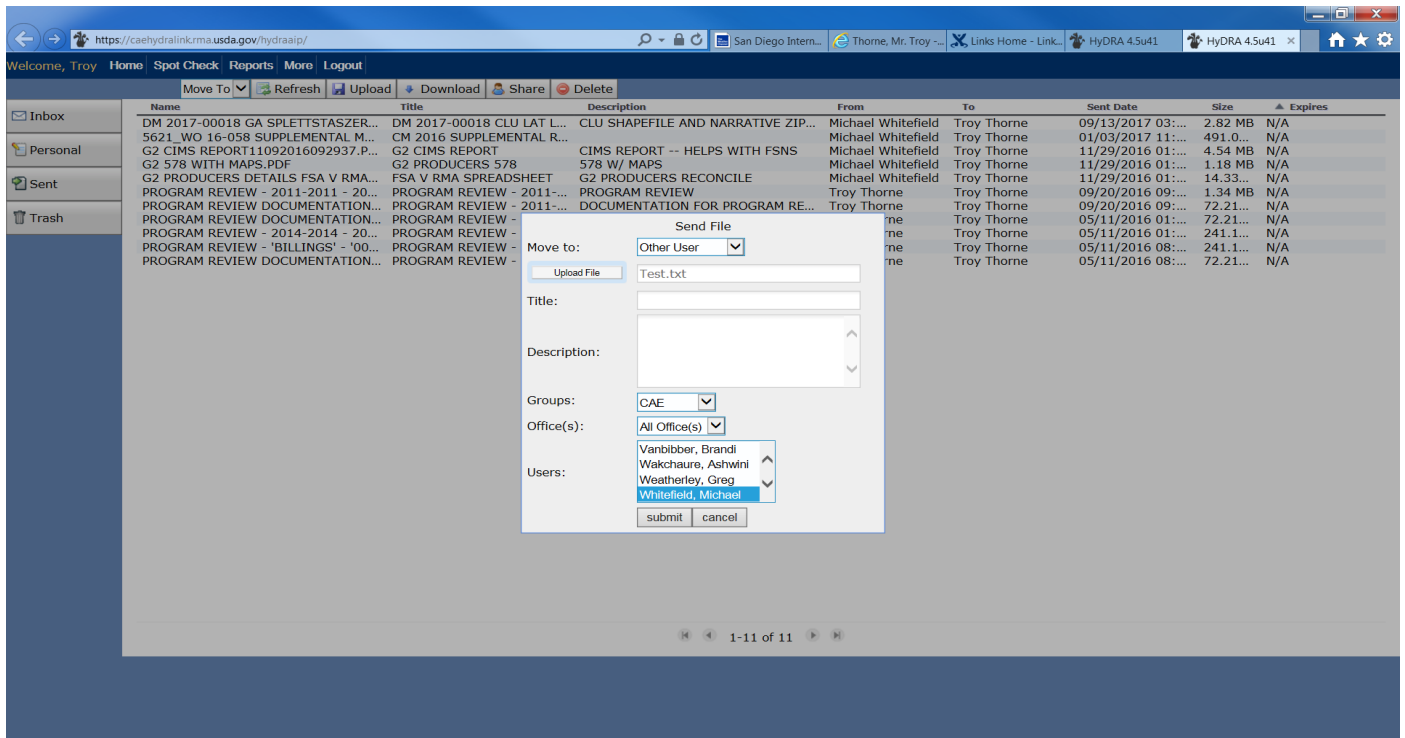 https://caehydralink.rma.usda.gov/hydraaip/ San Diego Intern... Thorne, Mr. Troy -... Links Home - Link... HyDRA 4.5u41 HyDRA 4.5u41
Welcome, Troy Home Spot Check Reports More Logout
Move To Refresh Upload Download Share Delete
Inbox
Personal
Sent
Trash
Name Title Description From To Sent Date Size Expires
DM 2017-00018 GA SPLETTSTASZER... DM 2017-00018 CLU LAT L... CLU SHAPEFILE AND NARRATIVE ZIP... Michael Whitefield Troy Thorne 09/13/2017 03:... 2.82 MB N/A
5621_WO 16-058 SUPPLEMENTAL M... CM 2016 SUPPLEMENTAL R... Michael Whitefield Troy Thorne 01/03/2017 11:... 491.0... N/A
G2 CIMS REPORT11092016092937.P... G2 CIMS REPORT CIMS REPORT -- HELPS WITH FSNS Michael Whitefield Troy Thorne 11/29/2016 01:... 4.54 MB N/A
G2 578 WITH MAPS.PDF G2 PRODUCERS 578 578 W/ MAPS Michael Whitefield Troy Thorne 11/29/2016 01:... 1.18 MB N/A
G2 PRODUCERS DETAILS FSA V RMA... FSA V RMA SPREADSHEET G2 PRODUCERS RECONCILE Michael Whitefield Troy Thorne 11/29/2016 01:... 14.33... N/A
PROGRAM REVIEW - 2011-2011 - 20... PROGRAM REVIEW - 2011-... PROGRAM REVIEW Troy Thorne Troy Thorne 09/20/2016 09:... 1.34 MB N/A
PROGRAM REVIEW DOCUMENTATION... PROGRAM REVIEW - 2011-... DOCUMENTATION FOR PROGRAM RE... Troy Thorne Troy Thorne 09/20/2016 09:... 72.21... N/A
PROGRAM REVIEW DOCUMENTATION... PROGRAM REVIEW - rne Troy Thorne 05/11/2016 01:... 72.21... N/A
PROGRAM REVIEW - 2014-2014 - 20... PROGRAM REVIEW - rne Troy Thorne 05/11/2016 01:... 241.1... N/A
PROGRAM REVIEW - 'BILLINGS' - '00... PROGRAM REVIEW - rne Troy Thorne 05/11/2016 08:... 241.1... N/A
PROGRAM REVIEW DOCUMENTATION... PROGRAM REVIEW - rne Troy Thorne 05/11/2016 08:... 72.21... N/A
Send File
Move to: Other User
Upload File Test.txt
Title:
Description:
Groups: CAE
Office(s): All Office(s)
Users:
Vanbibber, Brandi
Wakchaure, Ashwini
Weatherley, Greg
Whitefield, Michael
submit cancel
1-11 of 11